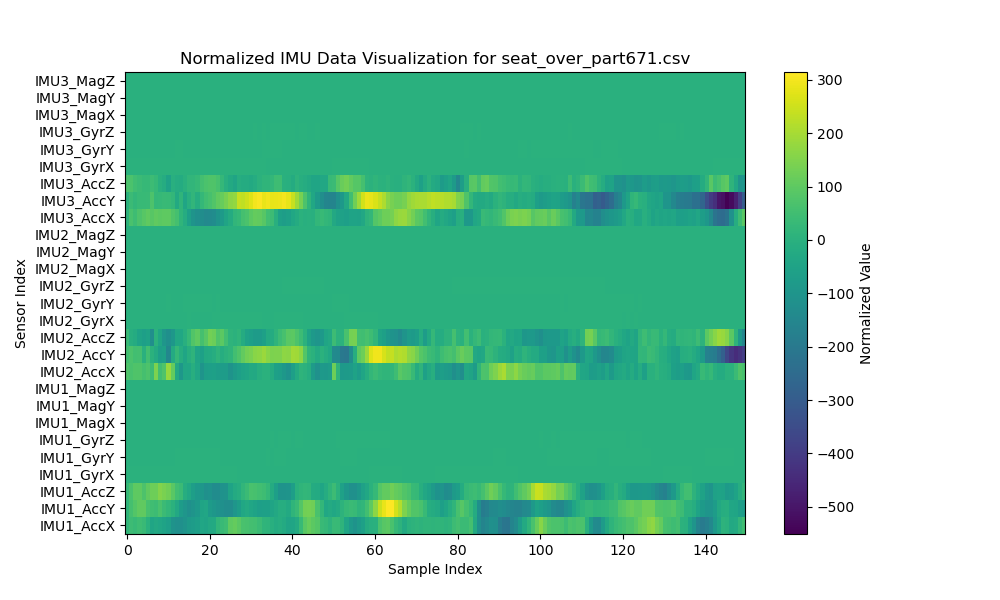 Normalized IMU Data Visualization for seat_over_part671.csv
IMU3_MagZ
IMU3_MagY
IMU3_MagX
IMU3_GyrZ
IMU3_GyrY
IMU3_GyrX
IMU3_AccZ
IMU3_AccY
IMU3_AccX
IMU2_MagZ
IMU2_MagY
IMU2_MagX
IMU2_GyrZ
IMU2_GyrY
IMU2_GyrX
IMU2_AccZ
IMU2_AccY
IMU2_AccX
IMU1_MagZ
IMU1_MagY
IMU1_MagX
IMU1_GyrZ
IMU1_GyrY
IMU1_GyrX
IMU1_AccZ
IMU1_AccY
IMU1_AccX
Sensor Index
0 20 40 60 80 100 120 140
Sample Index
300
200
100
0
−100
−200
−300
−400
−500
Normalized Value